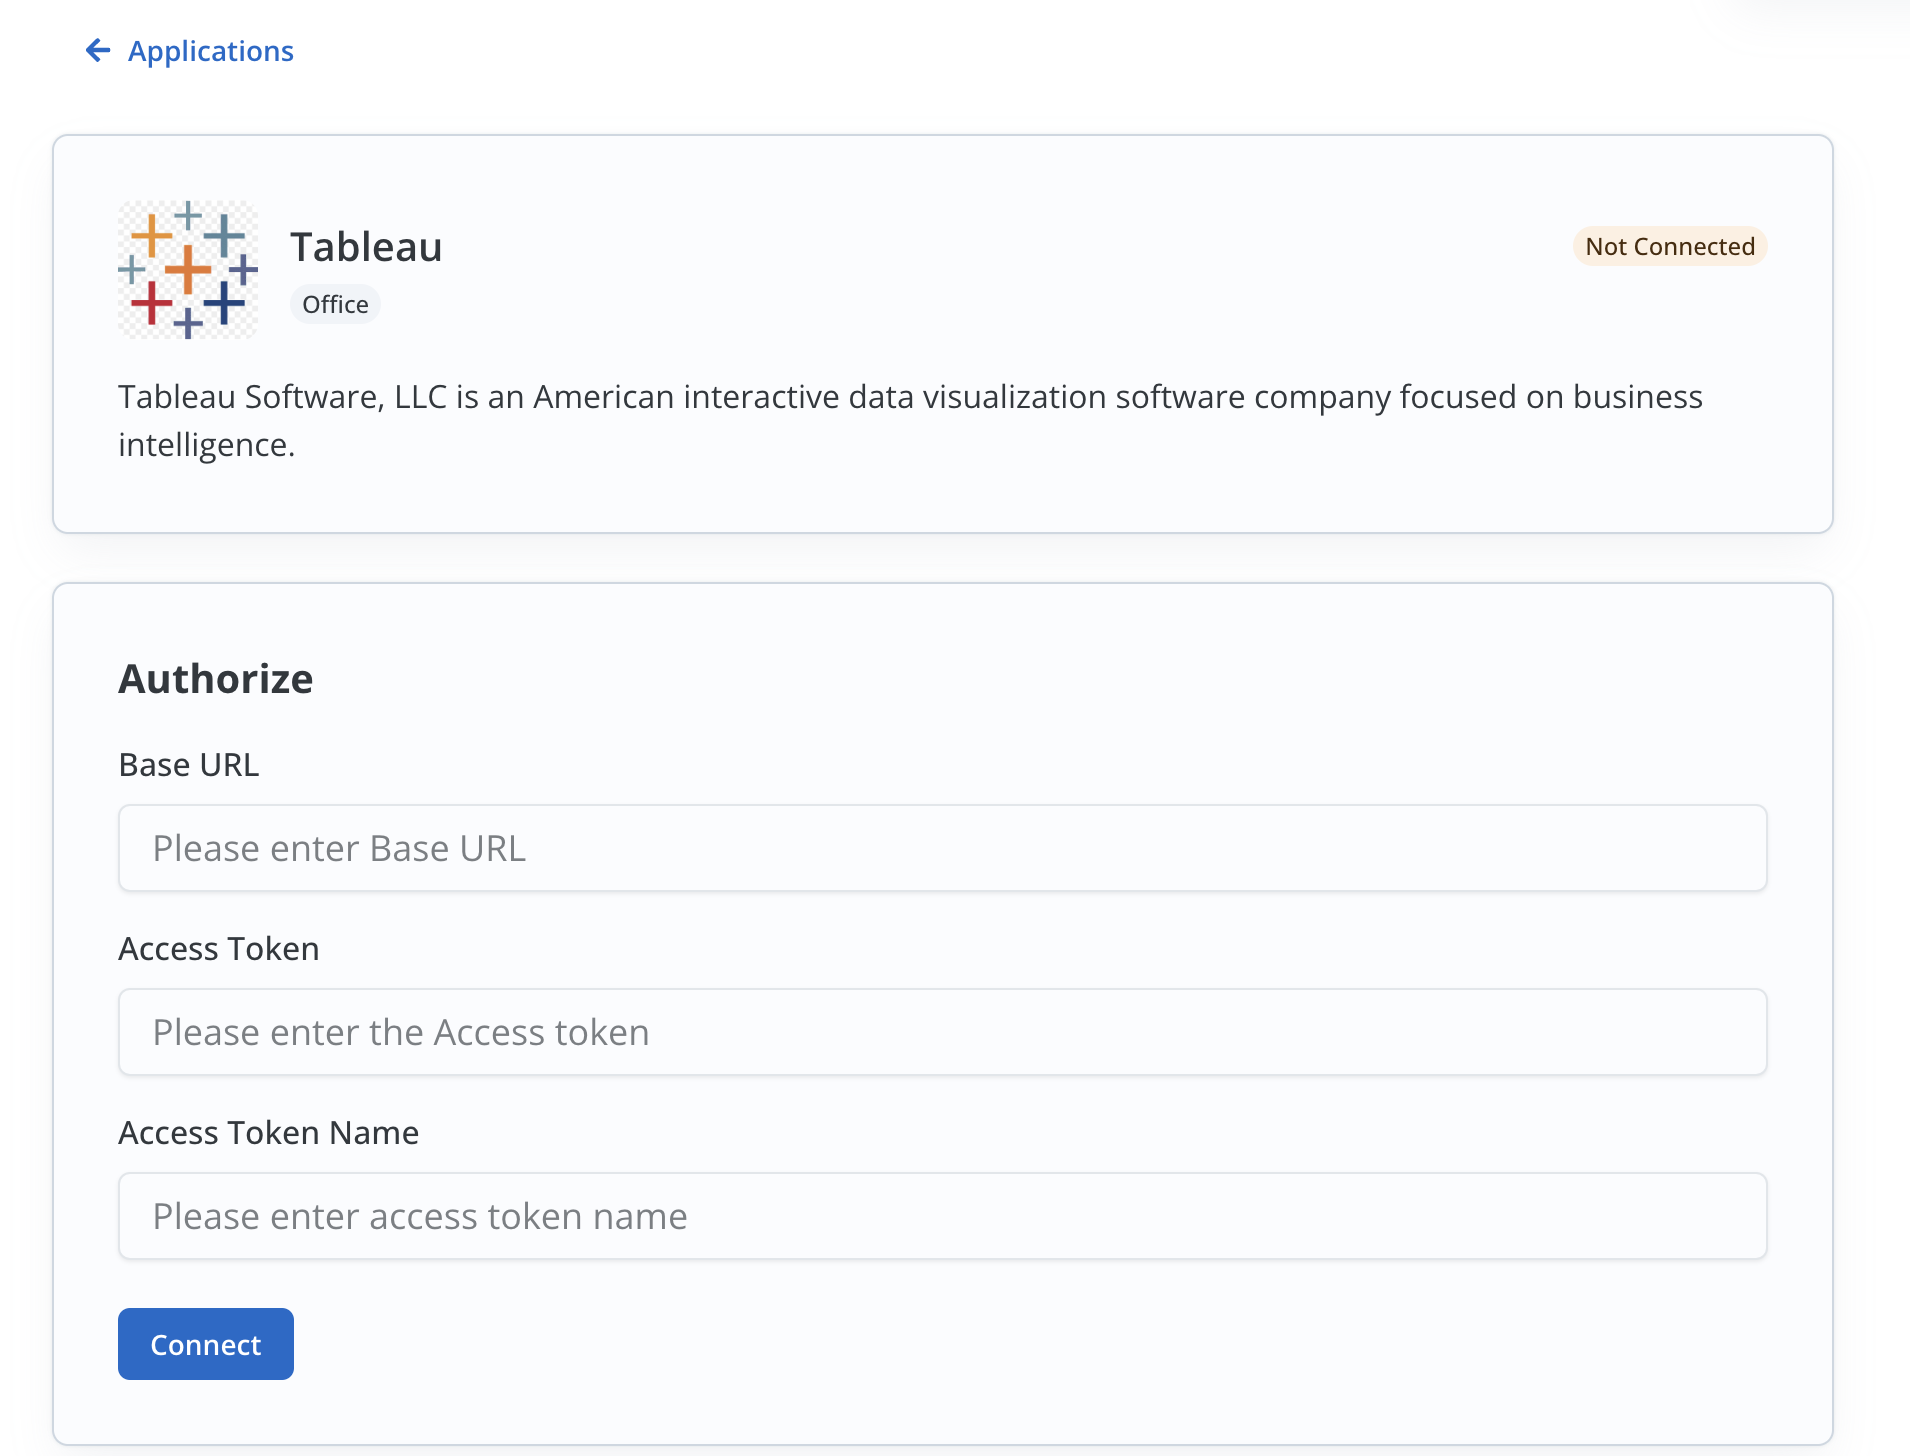 Applications
Tableau
Not Connected
Office
Tableau Software, LLC is an American interactive data visualization software company focused on business
intelligence.
Authorize
Base URL
Please enter Base URL
Access Token
Please enter the Access token
Access Token Name
Please enter access token name
Connect